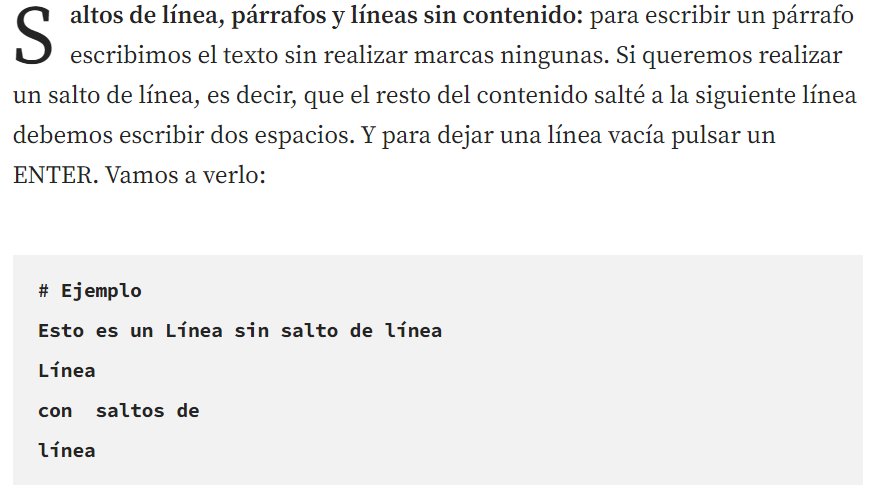 Saltos de línea, párrafos y líneas sin contenido: para escribir un párrafo
escribimos el texto sin realizar marcas ningunas. Si queremos realizar
un salto de línea, es decir, que el resto del contenido salté a la siguiente línea
debemos escribir dos espacios. Y para dejar una línea vacía pulsar un
ENTER. Vamos a verlo:
# Ejemplo
Esto es un Línea sin salto de línea
Línea
con  saltos de
línea